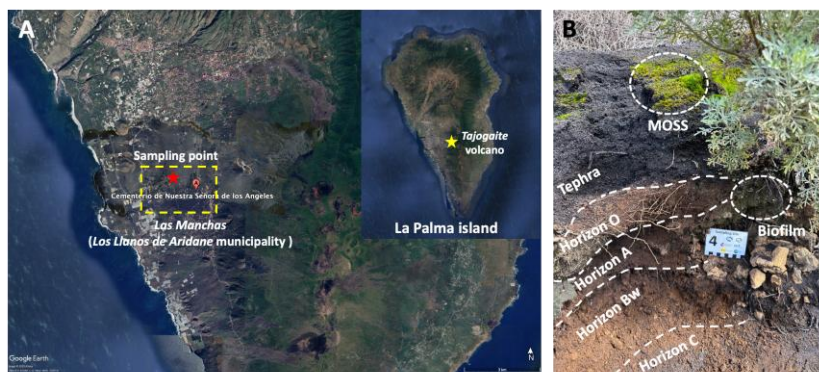 A
Sampling point
Cementerio de Nuestra Señora de los Angeles
Las Manchas
(Los Llanos de Aridane municipality )
Google Earth
N
Tajogaite
volcano
La Palma island
B
MOSS
Tephra
Horizon O
Biofilm
4
Horizon A
Horizon Bw
Horizon C